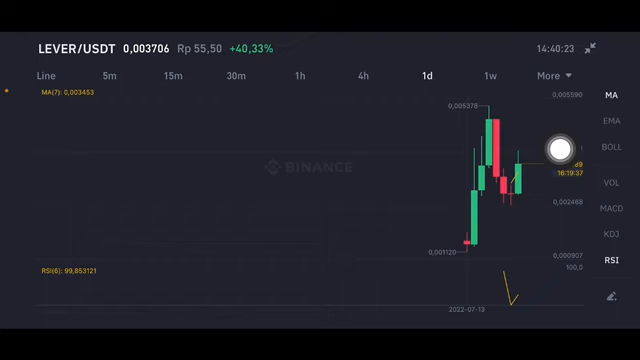 LEVER/USDT 0,003706 Rp 55,50 +40,33% 14:40:23
Line 5m 15m 30m 1h 4h 1d 1w More
MA(7): 0,003453
0,005590
MA
0,005378
EMA
BOLL
BINANCE
16:19:37
VOL
0,002468
MACD
KDJ
0,001120
0,000907
RSI
RSI(6): 99,853121
100,0
2022-07-13